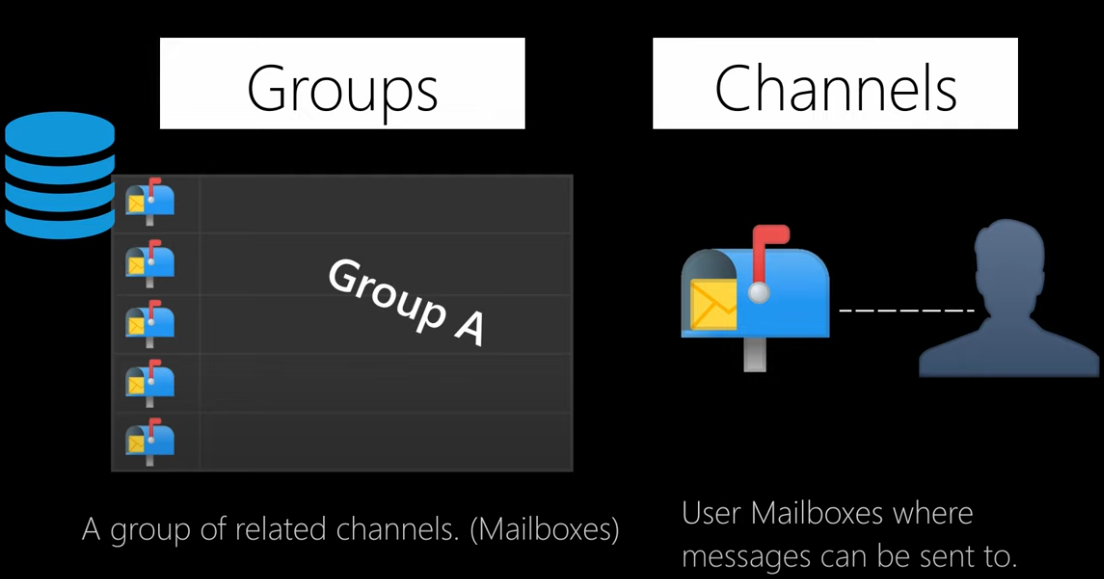 Groups
Channels
Group A
A group of related channels. (Mailboxes)
User Mailboxes where
messages can be sent to.